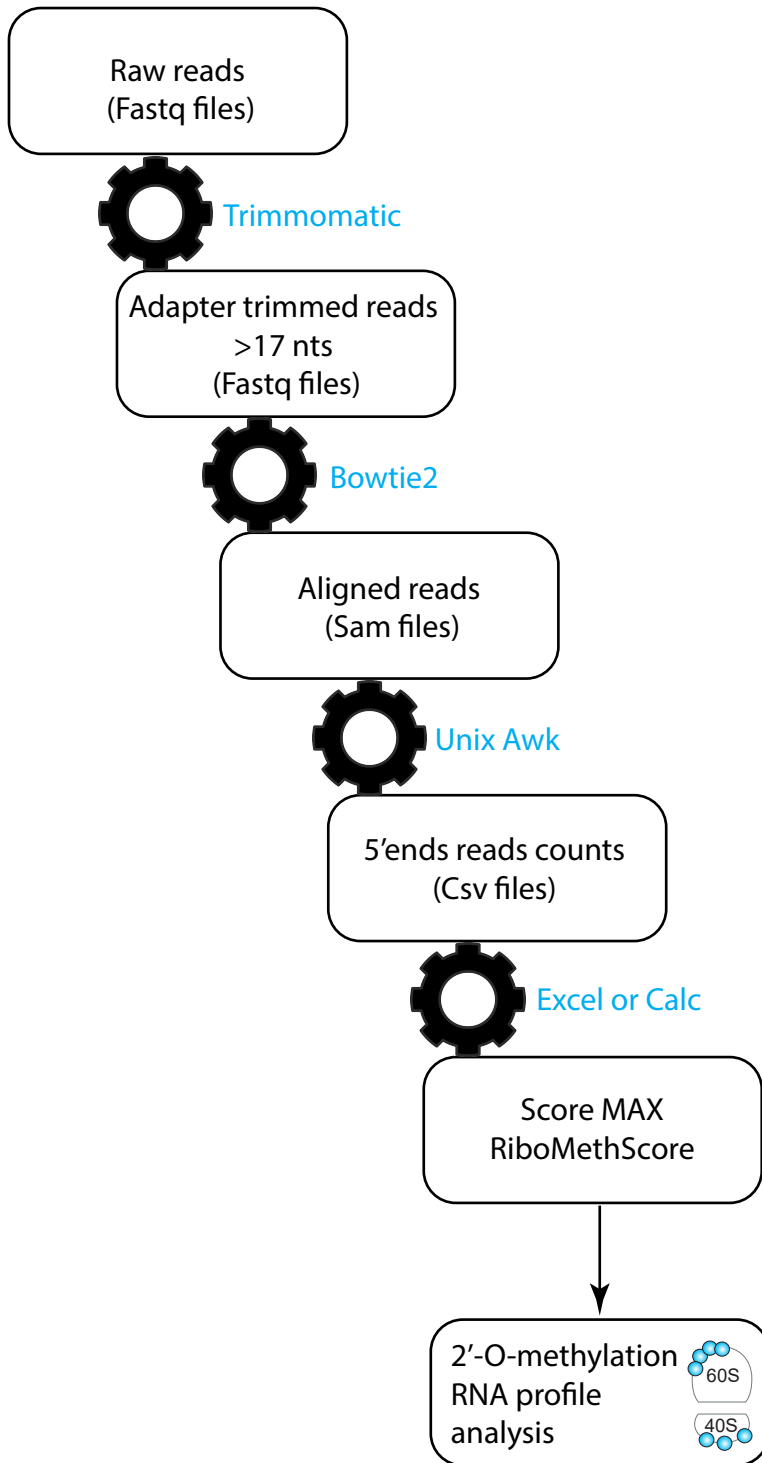 Raw reads
(Fastq files)
Trimmomatic
Adapter trimmed reads
>17 nts
(Fastq files)
Bowtie2
Aligned reads
(Sam files)
Unix Awk
5’ends reads counts
(Csv files)
Excel or Calc
Score MAX
RiboMethScore
2’-O-methylation
RNA profile
analysis
60S
40S